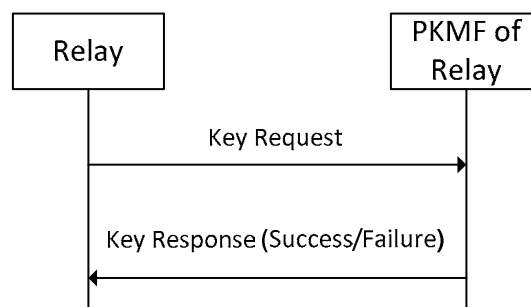 Relay
PKMF of
Relay
Key Request
Key Response (Success/Failure)